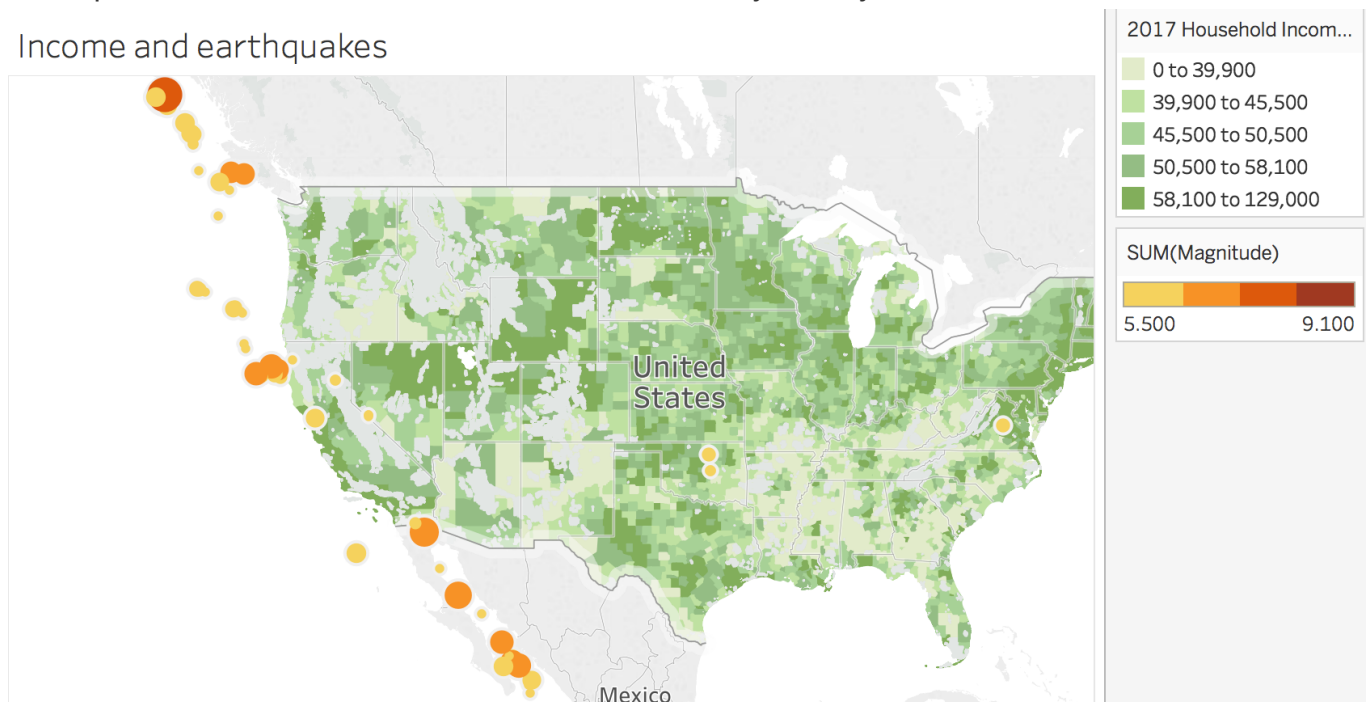 Income and earthquakes
United
States
Mexico
2017 Household Incom...
0 to 39,900
39,900 to 45,500
45,500 to 50,500
50,500 to 58,100
58,100 to 129,000
SUM(Magnitude)
5.500 9.100